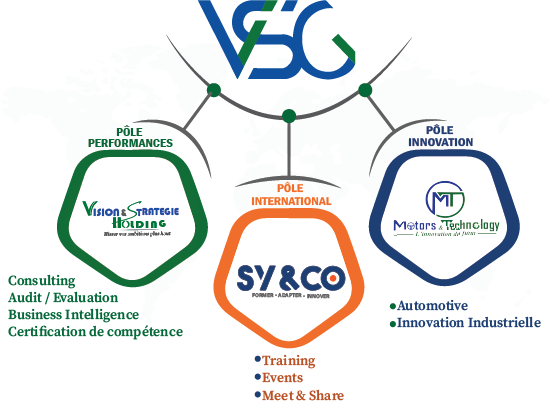 VSG
PÔLE
PERFORMANCES
VISION & STRATEGIE
HOLDING
Hisser vos ambitions plus haut
Consulting
Audit / Evaluation
Business Intelligence
Certification de compétence
PÔLE
INTERNATIONAL
SY&CO
FORMER • ADAPTER • INNOVER
Training
Events
Meet & Share
PÔLE
INNOVATION
MT
Motors & Technology
L'innovation du futur
Automotive
Innovation Industrielle